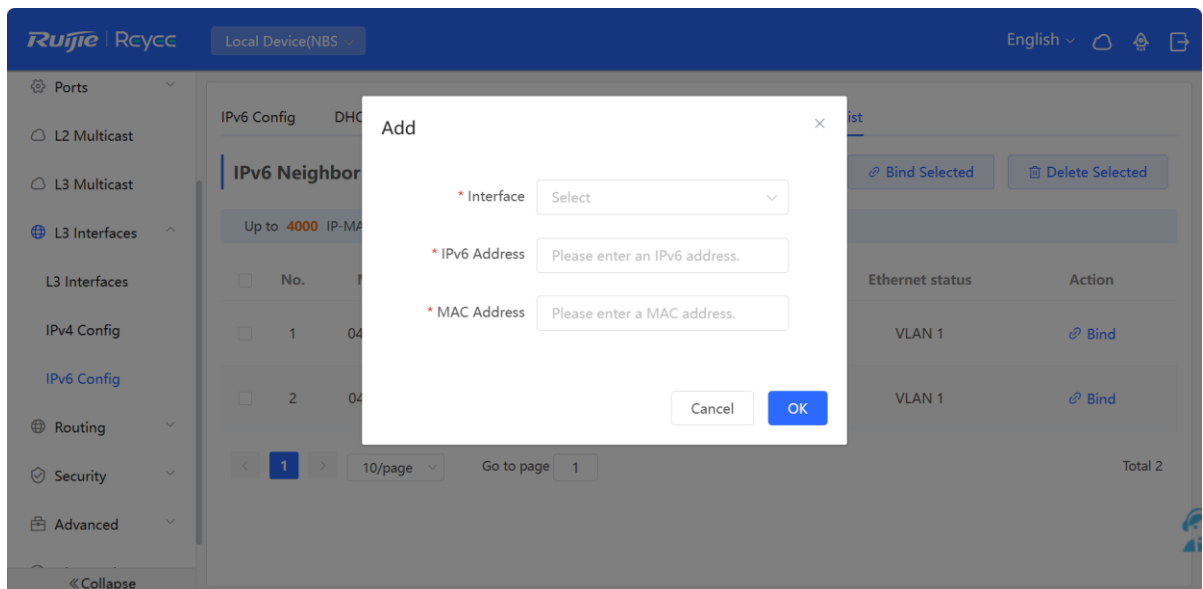 Ruijie | Reyee
Local Device(NBS
English
Ports
L2 Multicast
L3 Multicast
L3 Interfaces
L3 Interfaces
IPv4 Config
IPv6 Config
Routing
Security
Advanced
Collapse
IPv6 Config DHC ist
IPv6 Neighbor Bind Selected Delete Selected
Up to 4000 IP-MA
No. Ethernet status Action
1 04 VLAN 1 Bind
2 04 VLAN 1 Bind
1 10/page Go to page 1 Total 2
Add
* Interface Select
* IPv6 Address Please enter an IPv6 address.
* MAC Address Please enter a MAC address.
Cancel OK